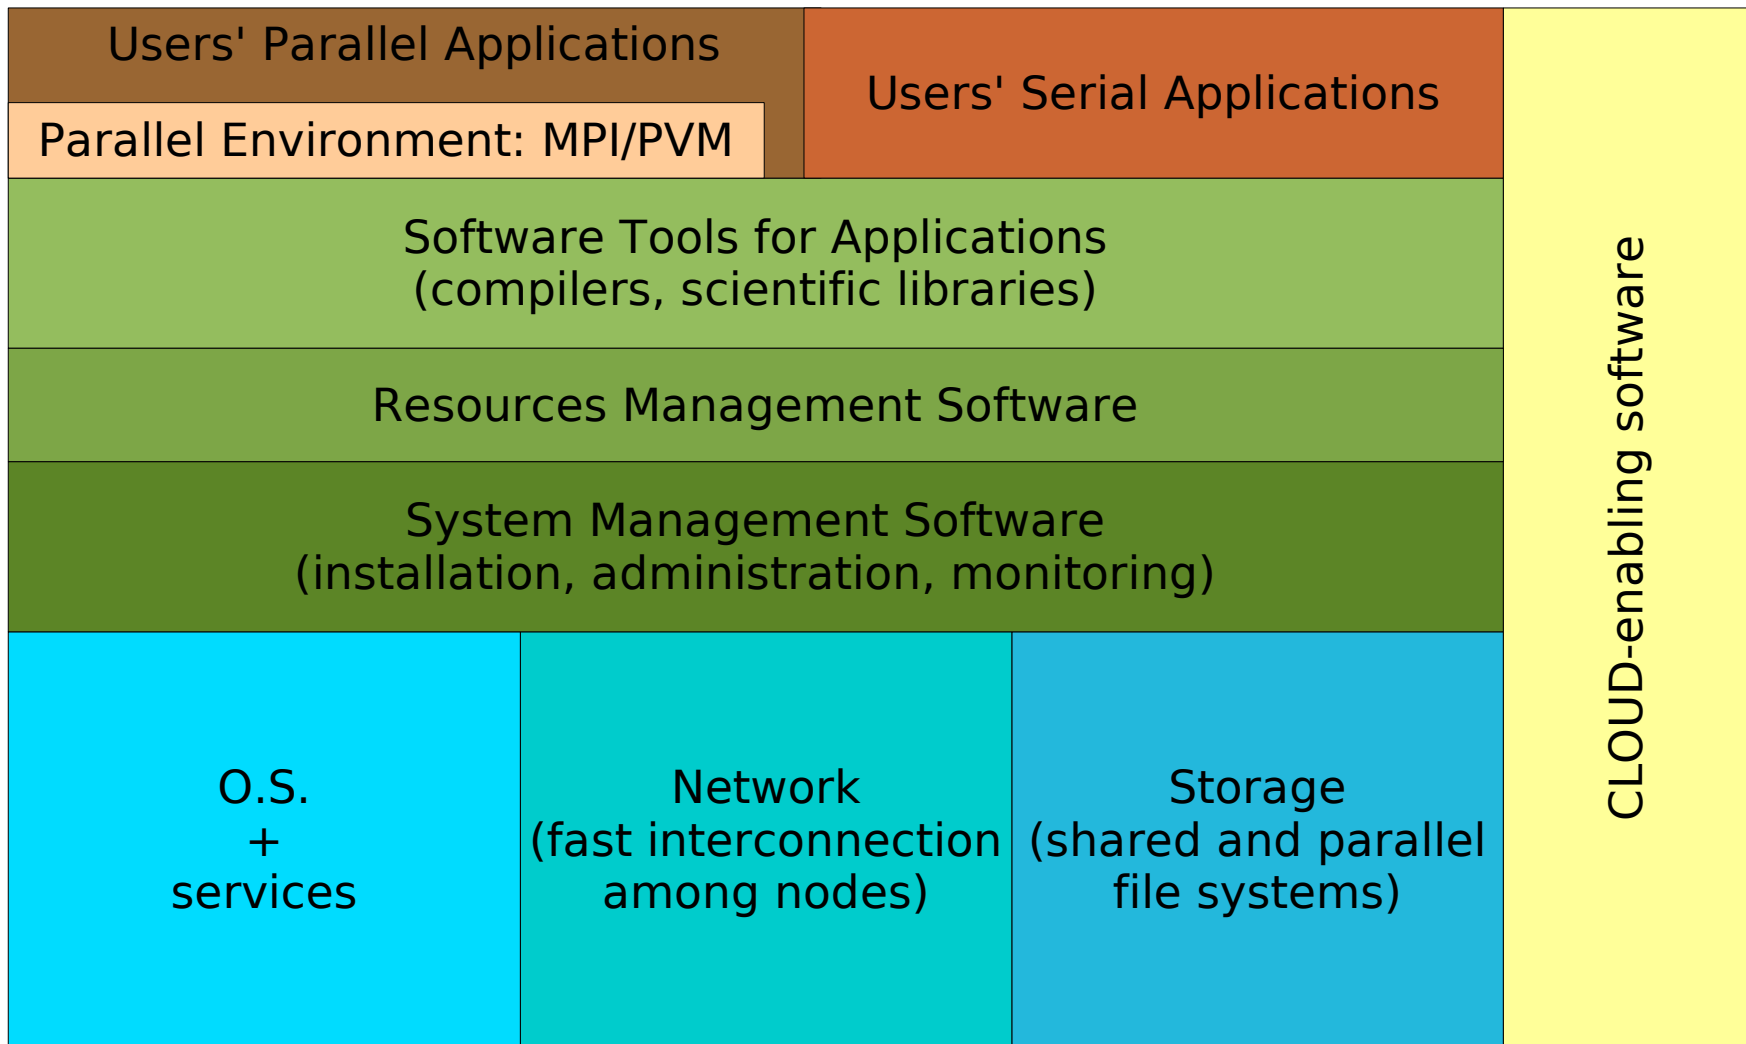 Users' Parallel Applications
Users' Serial Applications
Parallel Environment: MPI/PVM
Software Tools for Applications
(compilers, scientific libraries)
Resources Management Software
System Management Software
(installation, administration, monitoring)
O.S.
+
services
Network
(fast interconnection
among nodes)
Storage
(shared and parallel
file systems)
CLOUD-enabling software